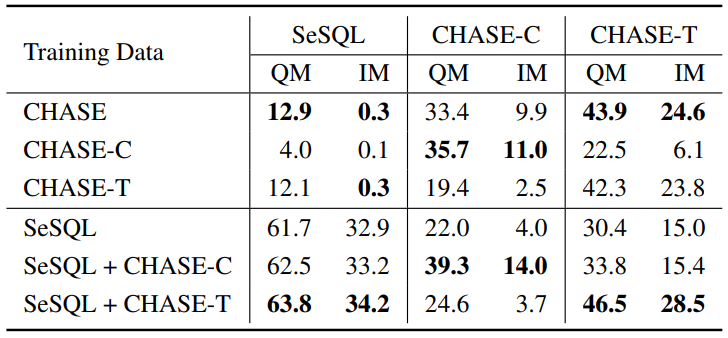 Training Data SeSQL CHASE-C CHASE-T
QM IM QM IM QM IM
CHASE 12.9 0.3 33.4 9.9 43.9 24.6
CHASE-C 4.0 0.1 35.7 11.0 22.5 6.1
CHASE-T 12.1 0.3 19.4 2.5 42.3 23.8
SeSQL 61.7 32.9 22.0 4.0 30.4 15.0
SeSQL + CHASE-C 62.5 33.2 39.3 14.0 33.8 15.4
SeSQL + CHASE-T 63.8 34.2 24.6 3.7 46.5 28.5